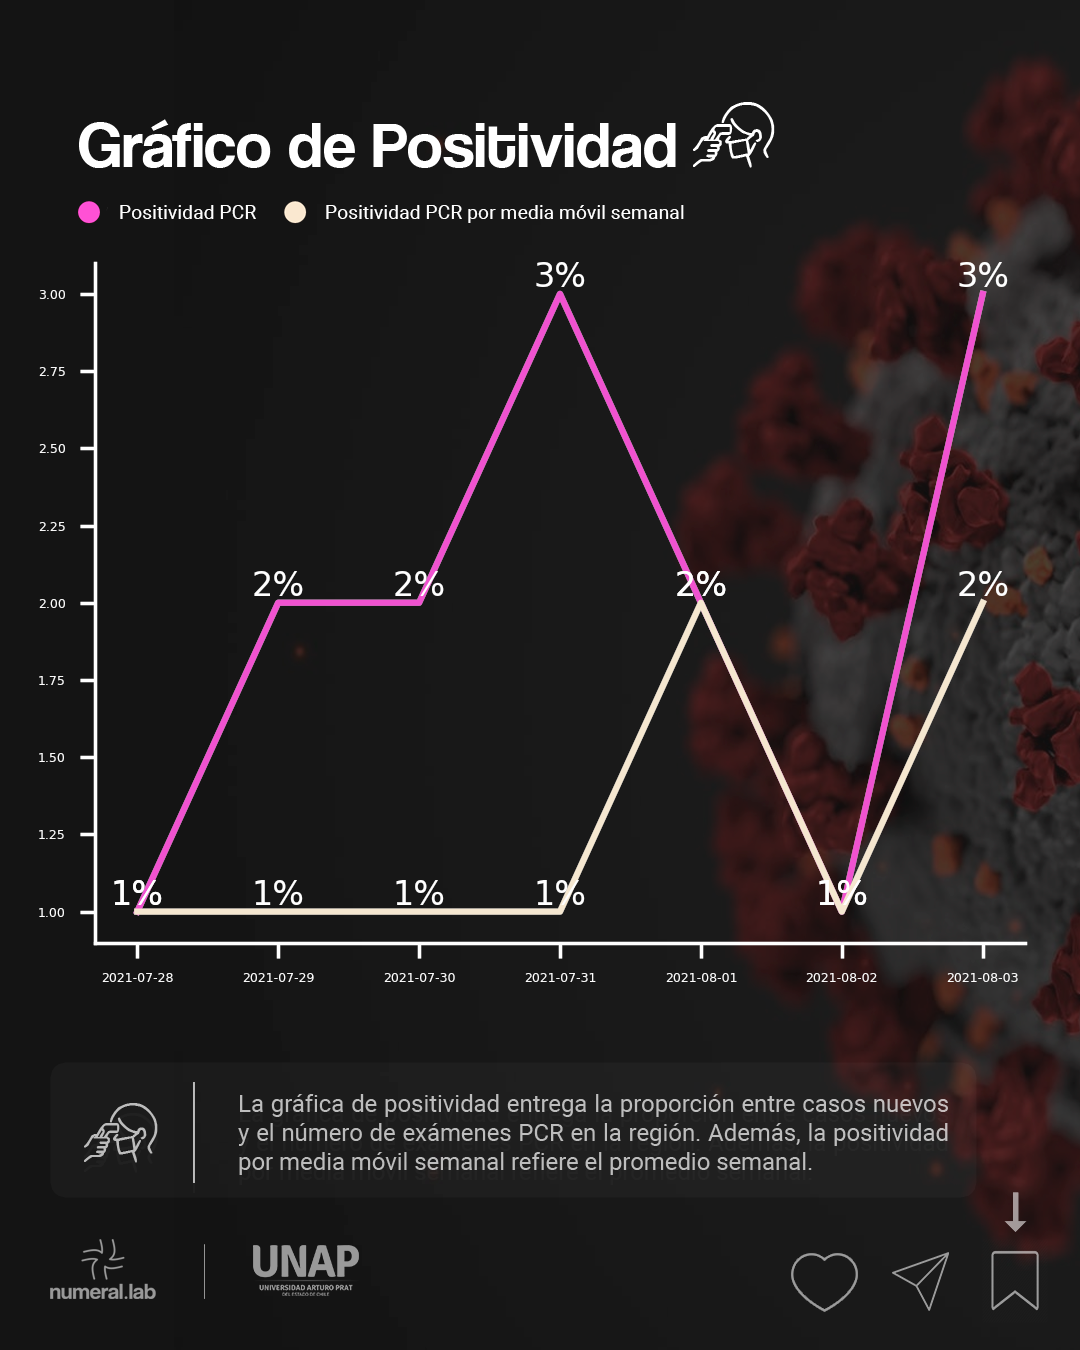 Gráfico de Positividad
Positividad PCR
Positividad PCR por media móvil semanal
3%
3%
3.00
2.75
2.50
2.25
2%
2%
2%
2%
2.00
1.75
1.50
1.25
1%
1%
1%
1%
1%
1.00
2021-07-28
2021-07-29
2021-07-30
2021-07-31
2021-08-01
2021-08-02
2021-08-03
La gráfica de positividad entrega la proporción entre casos nuevos
y el número de exámenes PCR en la región. Además, la positividad
por media móvil semanal refiere el promedio semanal.
numeral.lab
UNAP
UNIVERSIDAD ARTURO PRAT
DEL ESTADO DE CHILE